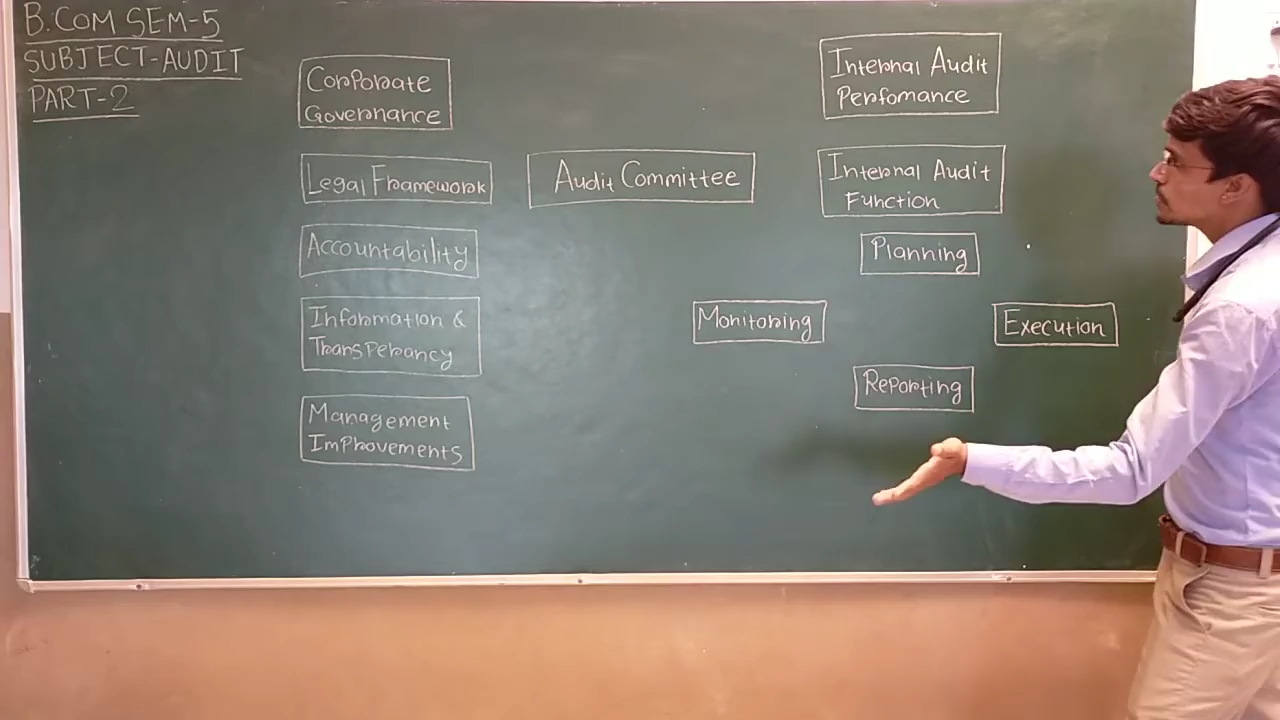 B.COM SEM-5
SUBJECT-AUDIT
PART-2
Corporate
Governance
Legal Framework
Accountability
Information &
Transperancy
Management
Improvements
Audit Committee
Internal Audit
Perfomance
Internal Audit
Function
Planning
Monitoring
Execution
Reporting